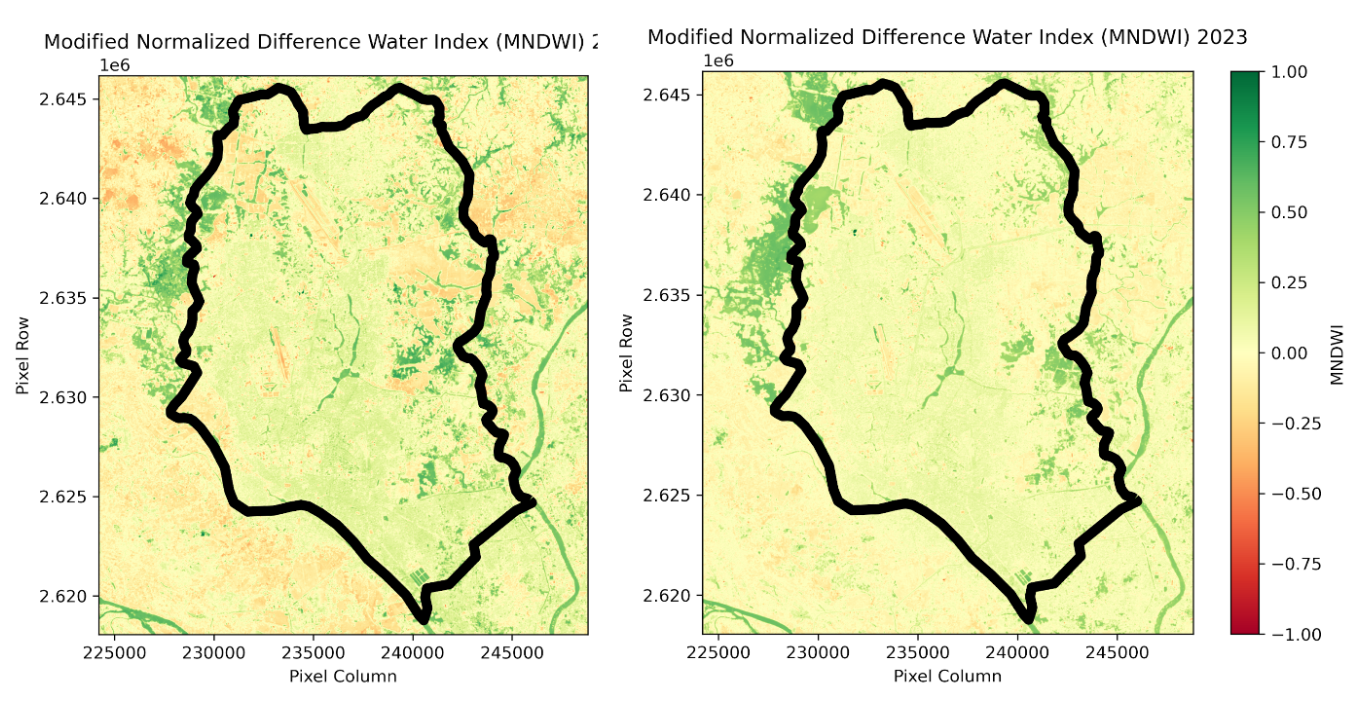 Modified Normalized Difference Water Index (MNDWI) 2
1e6
2.645
2.640
2.635
2.630
2.625
2.620
Pixel Row
225000 230000 235000 240000 245000
Pixel Column
Modified Normalized Difference Water Index (MNDWI) 2023
1e6
2.645
2.640
2.635
2.630
2.625
2.620
Pixel Row
225000 230000 235000 240000 245000
Pixel Column
1.00
0.75
0.50
0.25
0.00
−0.25
−0.50
−0.75
−1.00
MNDWI